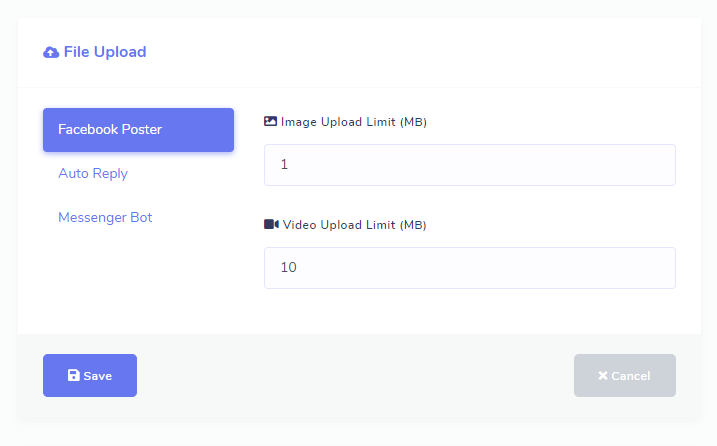 File Upload
Facebook Poster
Auto Reply
Messenger Bot
Image Upload Limit (MB)
1
Video Upload Limit (MB)
10
Save
Cancel